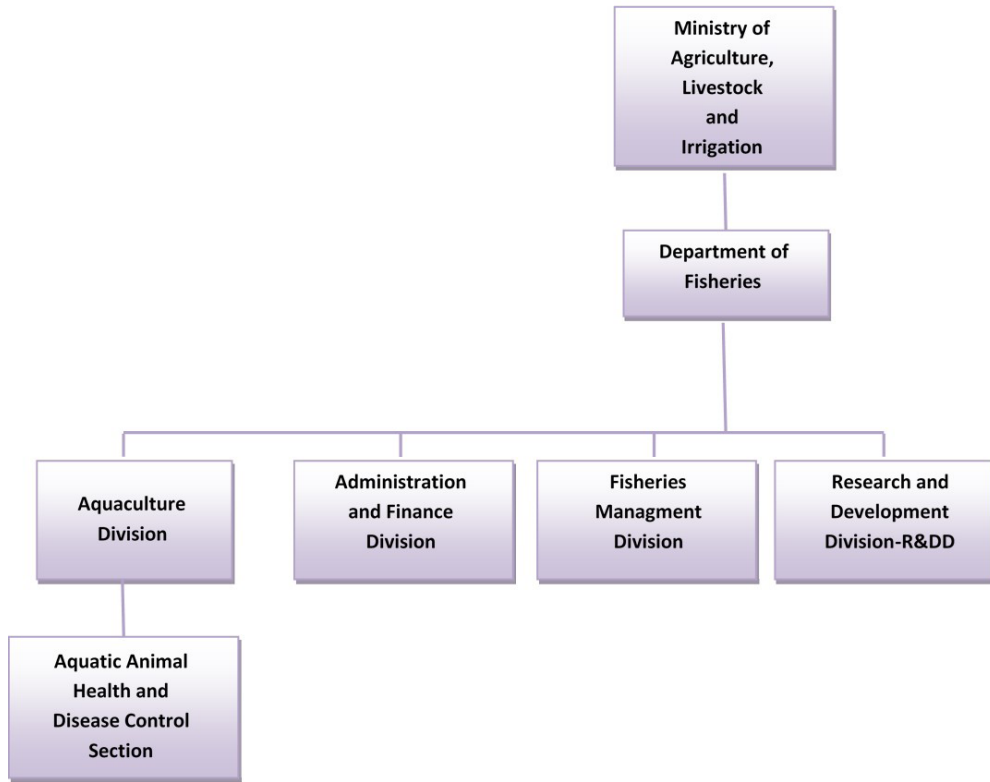 Ministry of
Agriculture,
Livestock
and
Irrigation
Department of
Fisheries
Aquaculture
Division
Administration
and Finance
Division
Fisheries
Managment
Division
Research and
Development
Division-R&DD
Aquatic Animal
Health and
Disease Control
Section